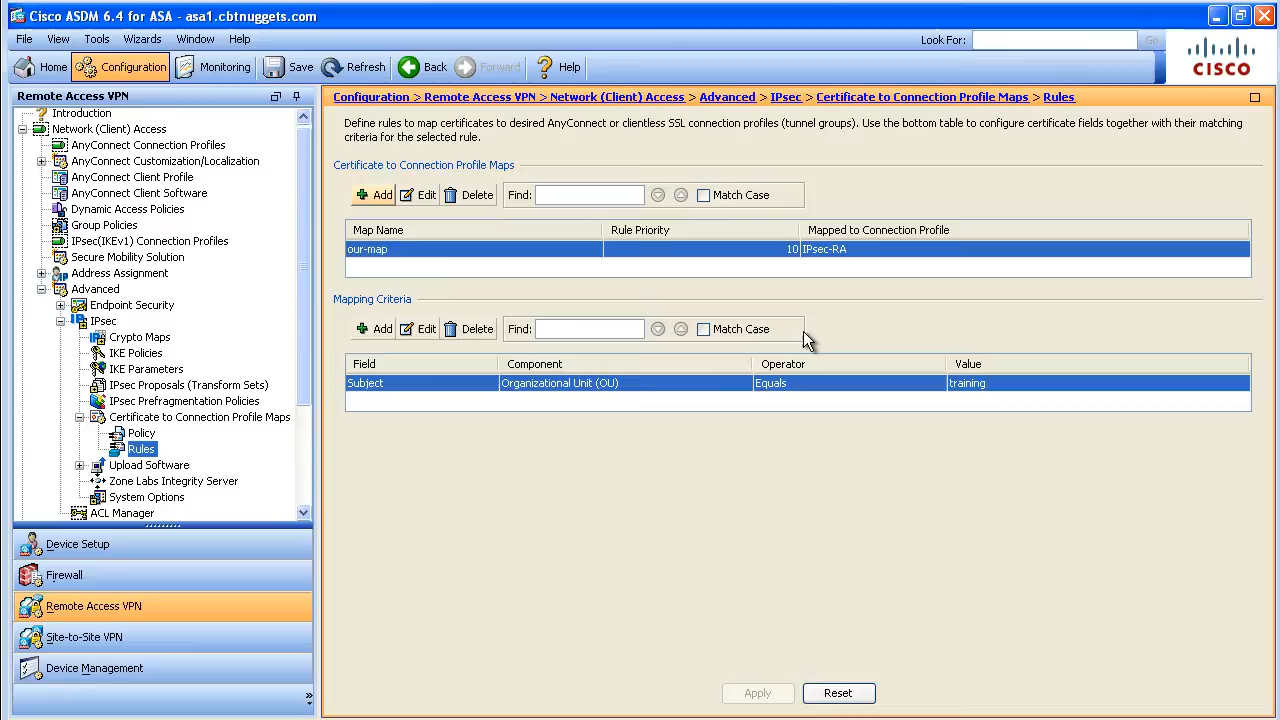 Cisco ASDM 6.4 for ASA - asa1.cbtnuggets.com
File View Tools Wizards Window Help
Look For: Go
Home Configuration Monitoring Save Refresh Back Forward Help
CISCO
Remote Access VPN
Introduction
Network (Client) Access
AnyConnect Connection Profiles
AnyConnect Customization/Localization
AnyConnect Client Profile
AnyConnect Client Software
Dynamic Access Policies
Group Policies
IPsec(IKEv1) Connection Profiles
Secure Mobility Solution
Address Assignment
Advanced
Endpoint Security
IPsec
Crypto Maps
IKE Policies
IKE Parameters
IPsec Proposals (Transform Sets)
IPsec Prefragmentation Policies
Certificate to Connection Profile Maps
Policy
Rules
Upload Software
Zone Labs Integrity Server
System Options
ACL Manager
Device Setup
Firewall
Remote Access VPN
Site-to-Site VPN
Device Management
»
Configuration > Remote Access VPN > Network (Client) Access > Advanced > IPsec > Certificate to Connection Profile Maps > Rules
Define rules to map certificates to desired AnyConnect or clientless SSL connection profiles (tunnel groups). Use the bottom table to configure certificate fields together with their matching
criteria for the selected rule.
Certificate to Connection Profile Maps
Add Edit Delete Find: Match Case
Map Name Rule Priority Mapped to Connection Profile
our-map 10 IPsec-RA
Mapping Criteria
Add Edit Delete Find: Match Case
Field Component Operator Value
Subject Organizational Unit (OU) Equals training
Apply Reset